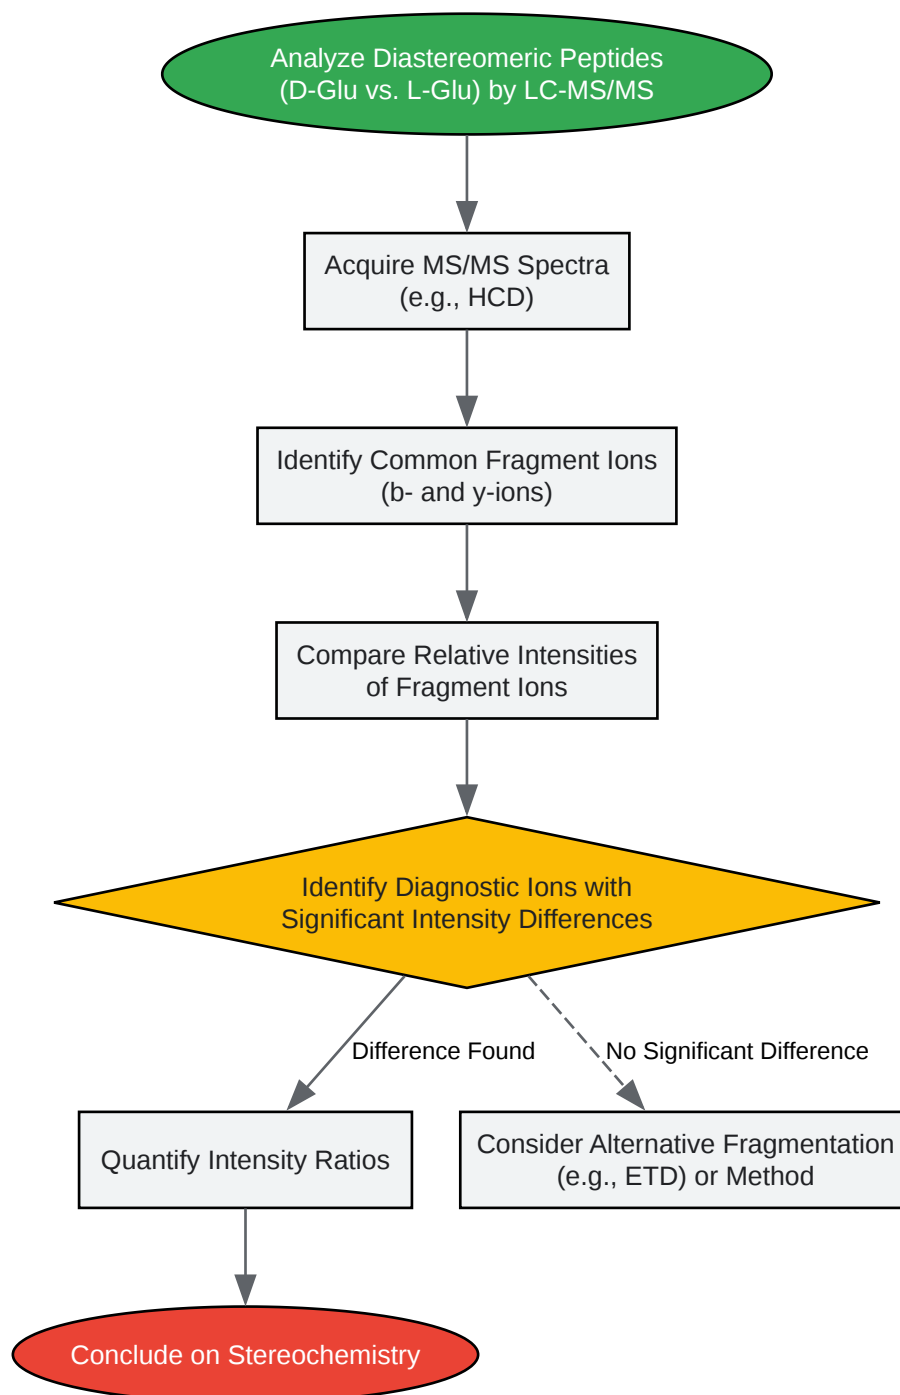 Analyze Diastereomeric Peptides
(D-Glu vs. L-Glu) by LC-MS/MS
Acquire MS/MS Spectra
(e.g., HCD)
Identify Common Fragment Ions
(b- and y-ions)
Compare Relative Intensities
of Fragment Ions
Identify Diagnostic Ions with
Significant Intensity Differences
Difference Found
No Significant Difference
Quantify Intensity Ratios
Consider Alternative Fragmentation
(e.g., ETD) or Method
Conclude on Stereochemistry